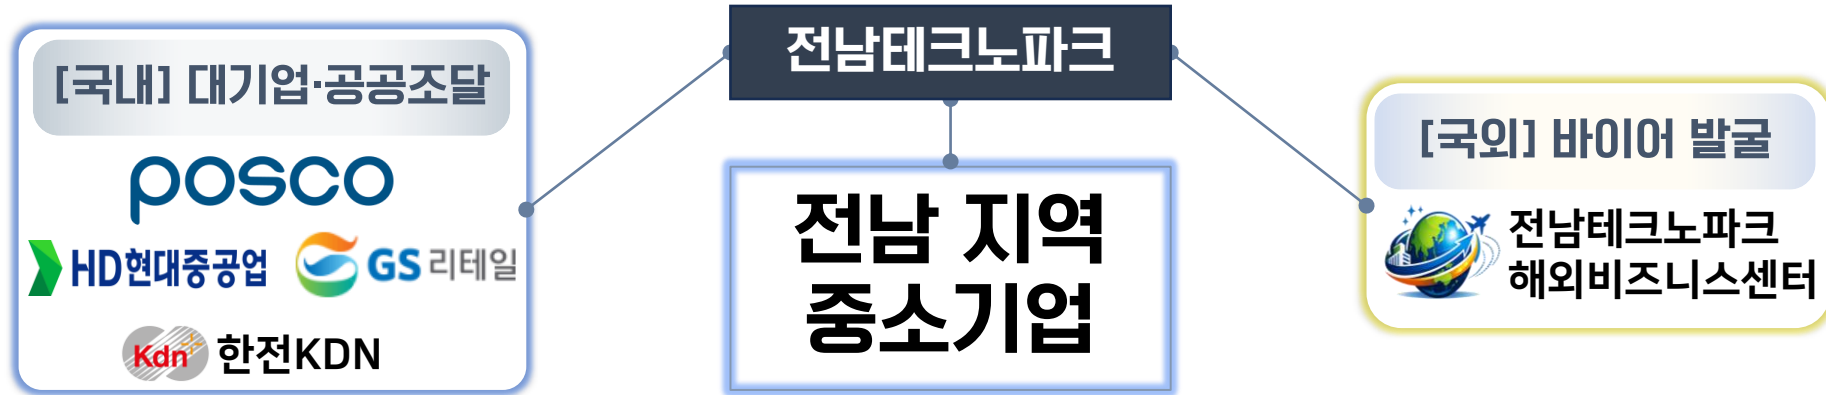 전남테크노파크
[국내] 대기업·공공조달
posco
HD현대중공업
GS리테일
Kdn 한전KDN
전남 지역
중소기업
[국외] 바이어 발굴
전남테크노파크
해외비즈니스센터